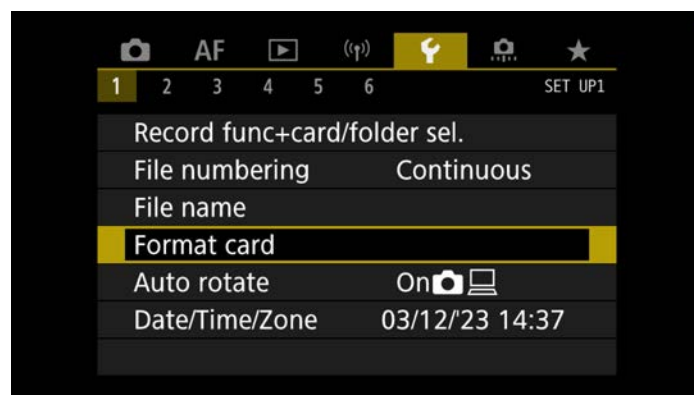 AF
1 2 3 4 5 6 SET UP1
Record func+card/folder sel.
File numbering Continuous
File name
Format card
Auto rotate On
Date/Time/Zone 03/12/'23 14:37